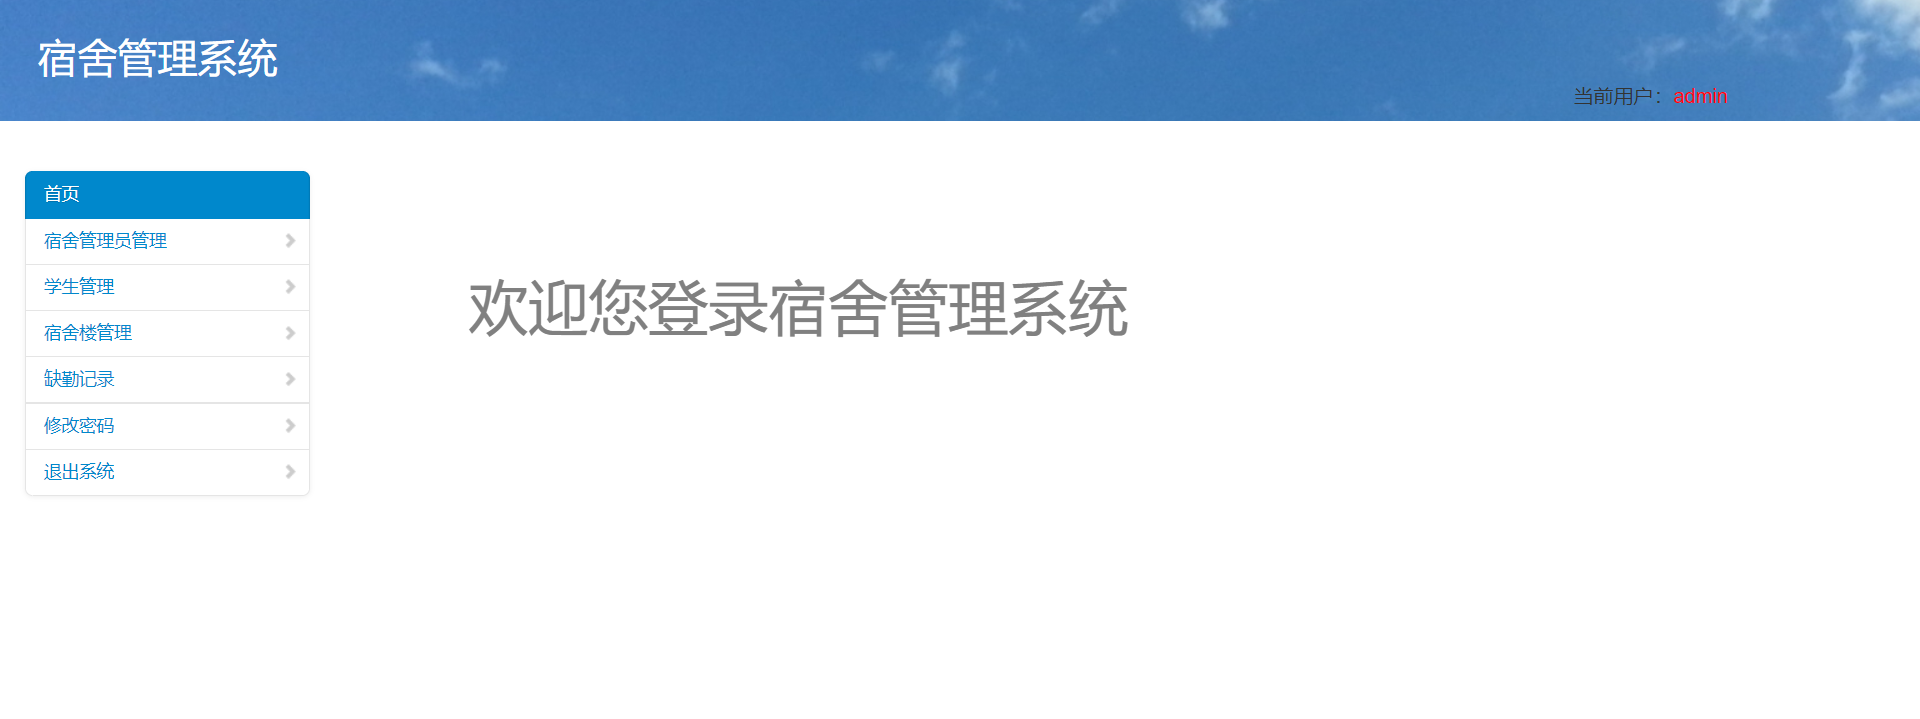 宿舍管理系统
当前用户：admin
首页
宿舍管理员管理
学生管理
宿舍楼管理
缺勤记录
修改密码
退出系统
欢迎您登录宿舍管理系统